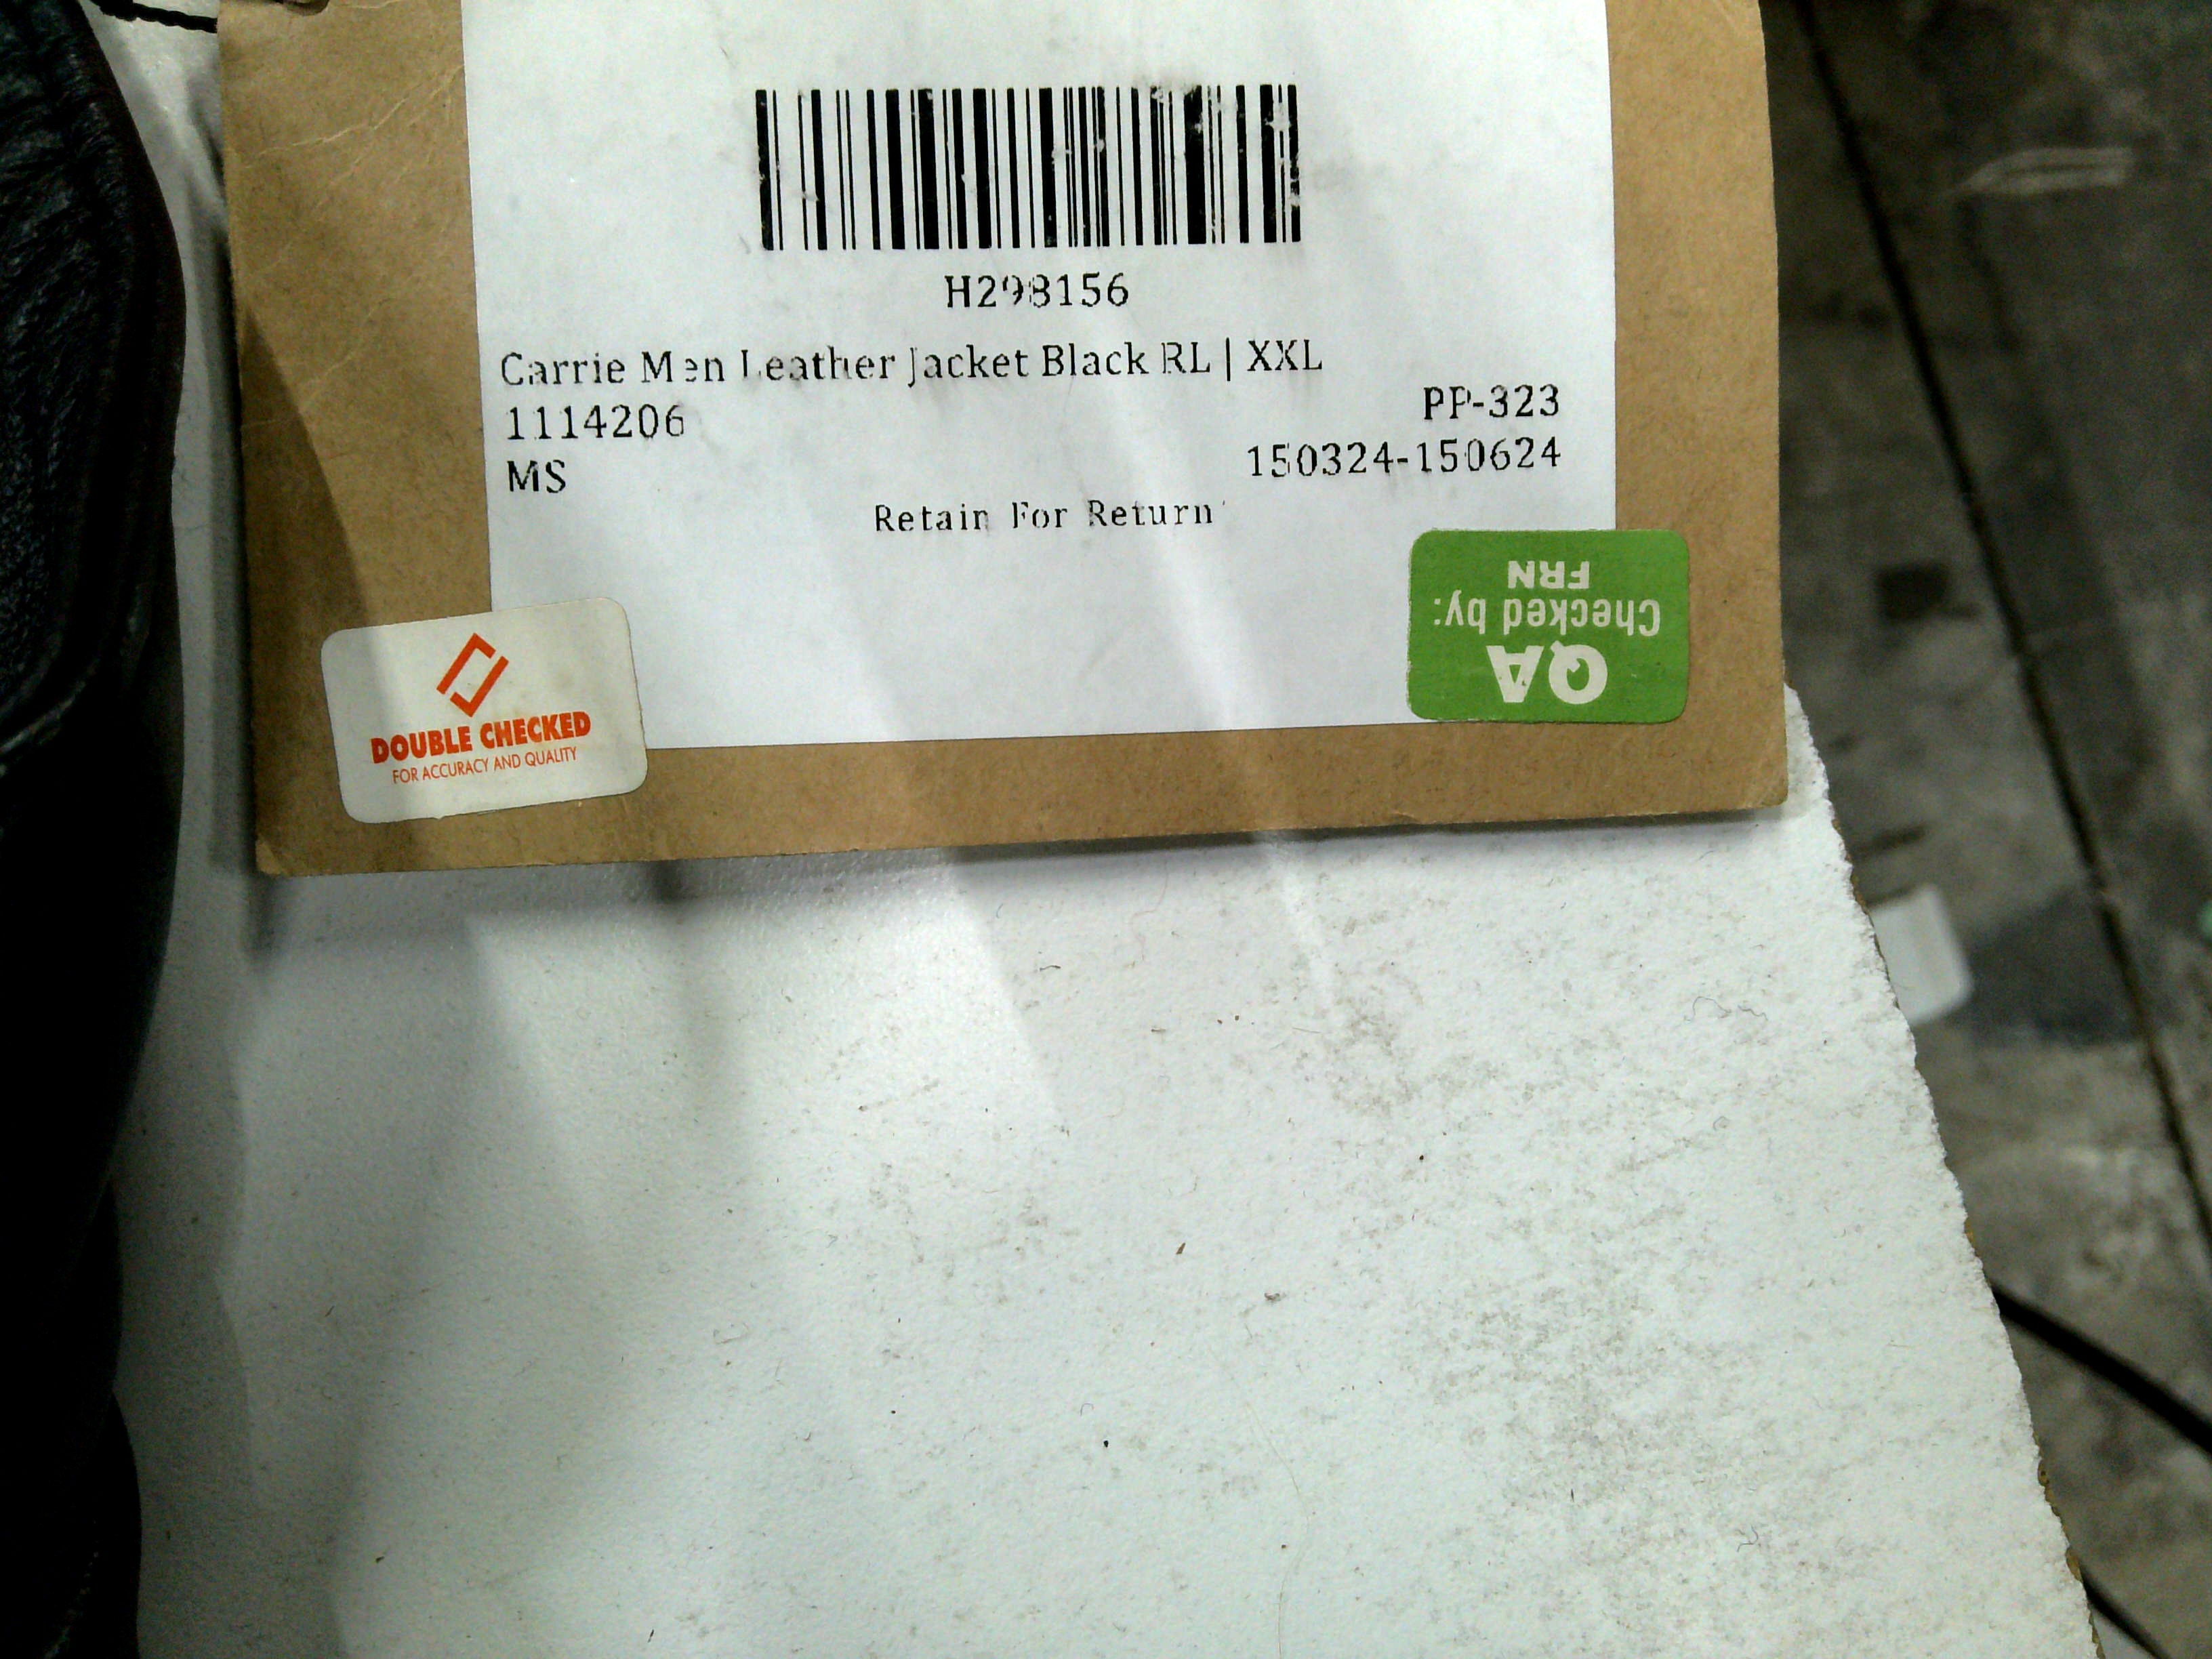 H298156
Carrie Men Leather Jacket Black RL | XXL
1114206
PP-323
MS
150324-150624
Retain For Return
QA
Checked by:
FRN
DOUBLE CHECKED
FOR ACCURACY AND QUALITY